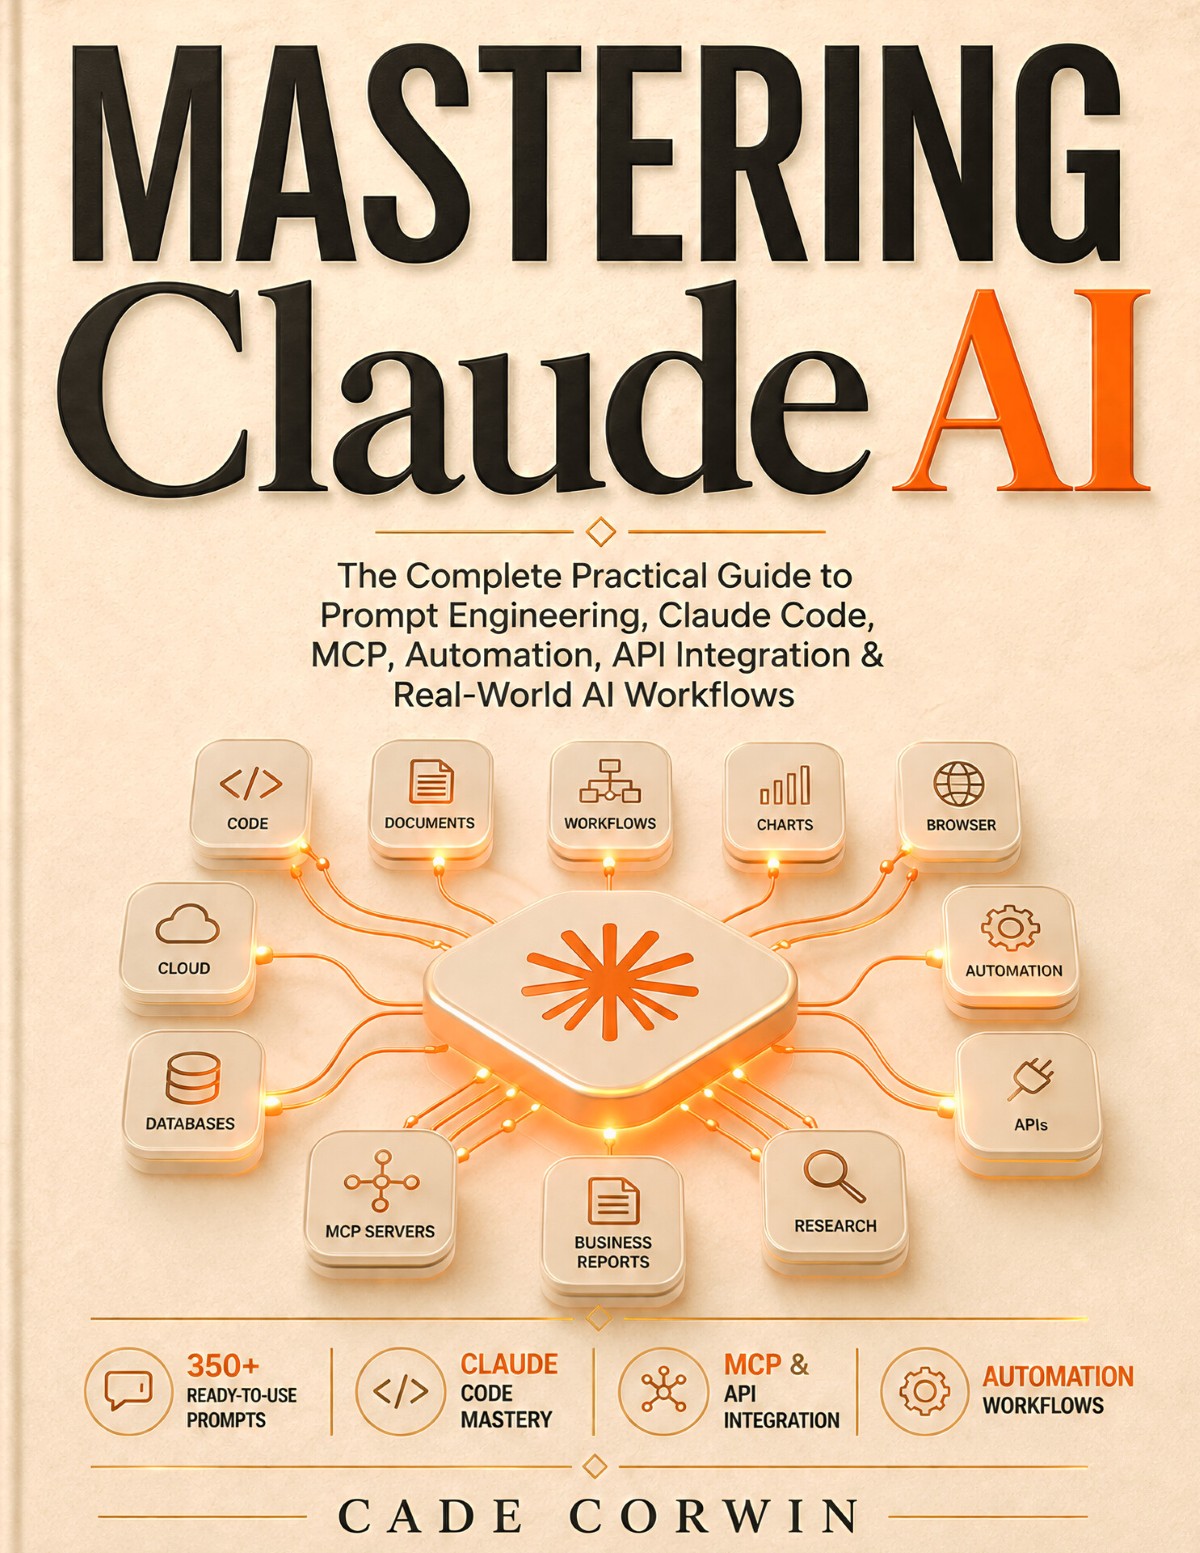 MASTERING
Claude AI
The Complete Practical Guide to
Prompt Engineering, Claude Code,
MCP, Automation, API Integration &
Real-World AI Workflows
CODE
DOCUMENTS
WORKFLOWS
CHARTS
BROWSER
CLOUD
AUTOMATION
DATABASES
APIs
MCP SERVERS
BUSINESS
REPORTS
RESEARCH
350+
READY-TO-USE
PROMPTS
CLAUDE
CODE
MASTERY
MCP &
API
INTEGRATION
AUTOMATION
WORKFLOWS
CADE CORWIN